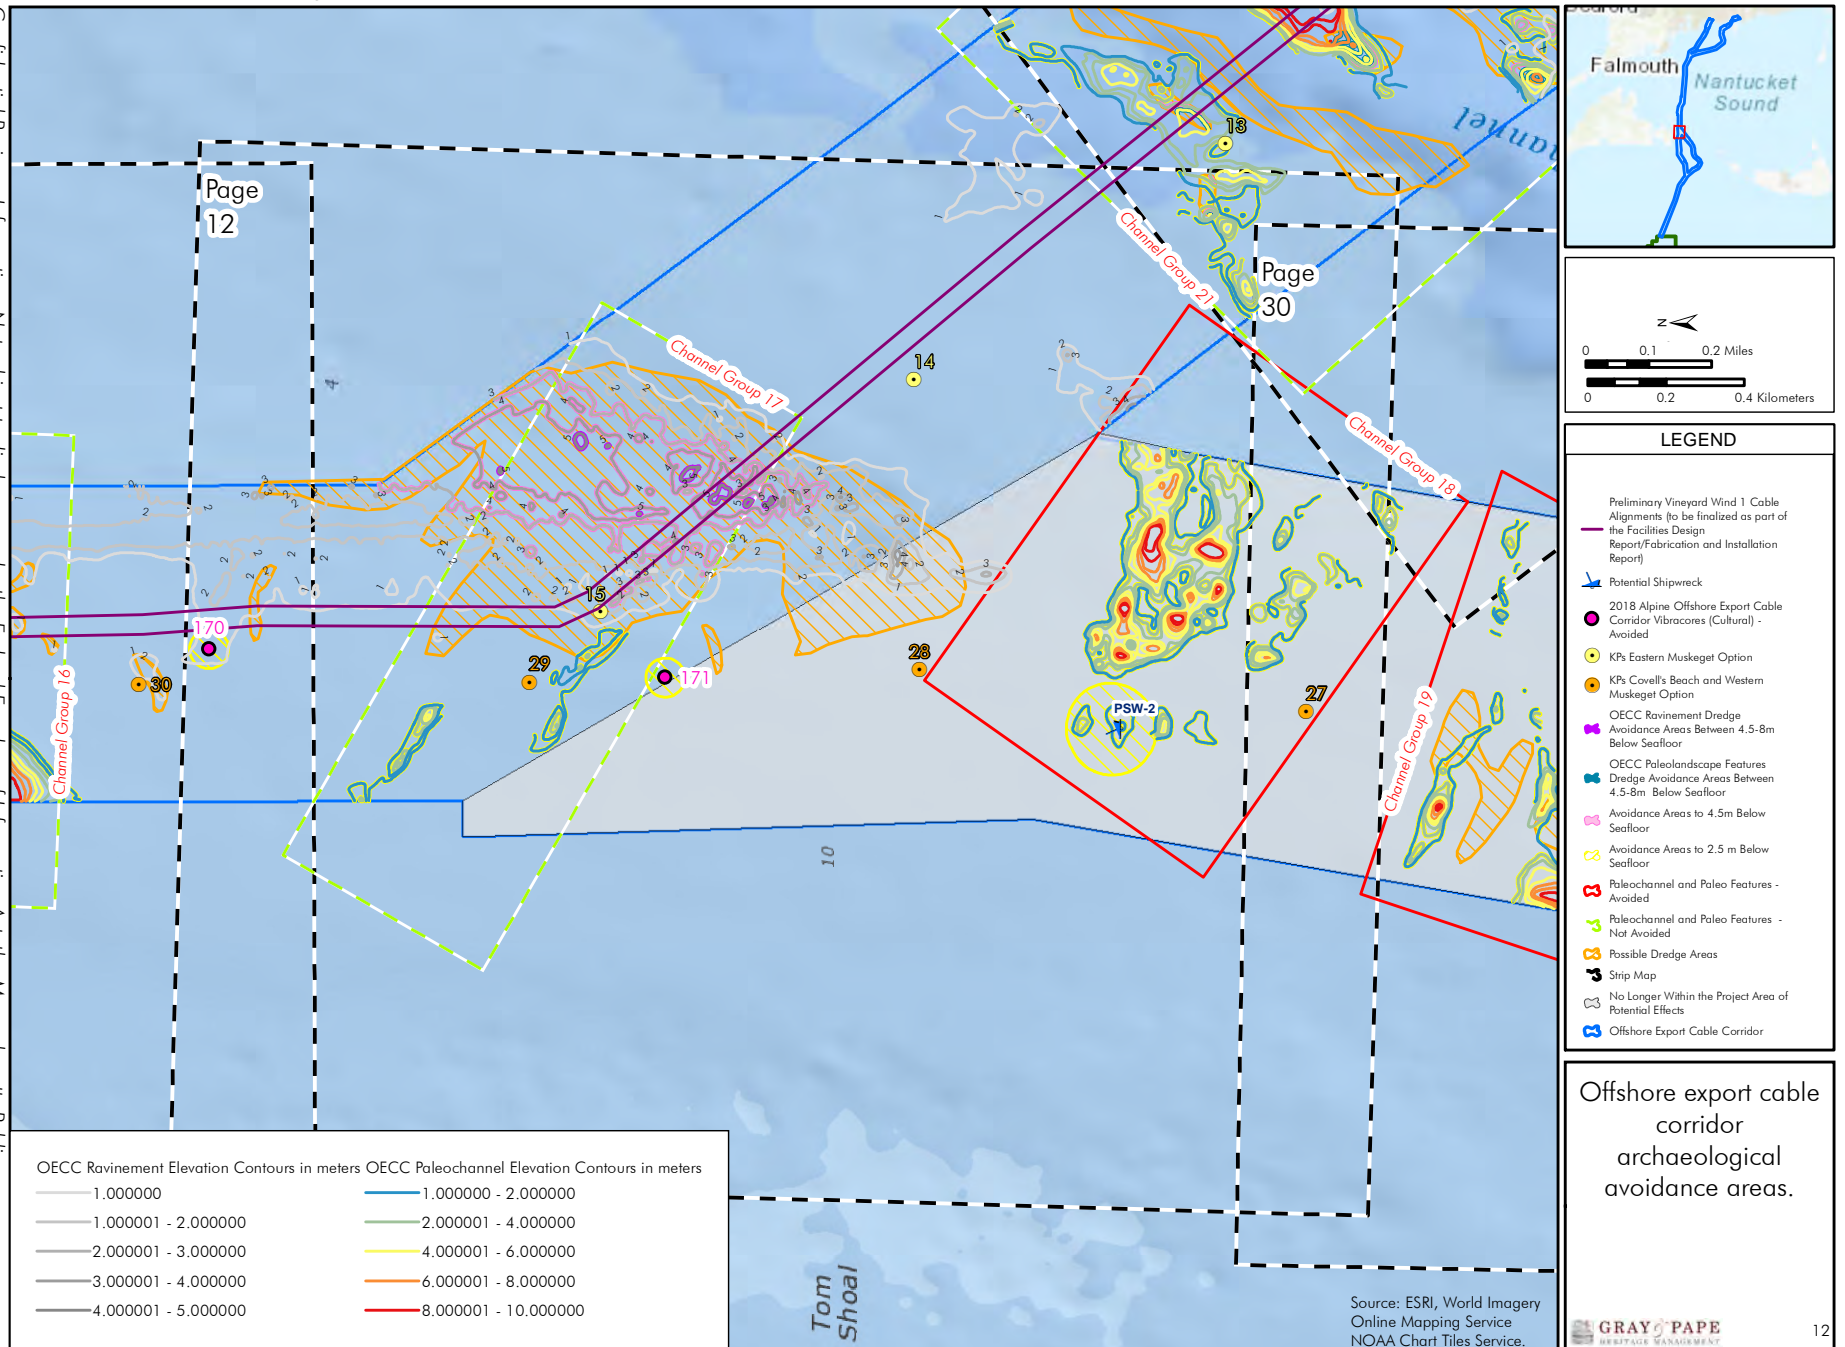 Page
12
Page
30
Channel Group 16
Channel Group 17
Channel Group 21
Channel Group 18
Channel Group 19
13
14
15
170
171
30
29
28
27
PSW-2
4
10
Tom
Shoal
OECC Ravinement Elevation Contours in meters
1.000000
1.000001 - 2.000000
2.000001 - 3.000000
3.000001 - 4.000000
4.000001 - 5.000000
OECC Paleochannel Elevation Contours in meters
1.000000 - 2.000000
2.000001 - 4.000000
4.000001 - 6.000000
6.000001 - 8.000000
8.000001 - 10.000000
Source: ESRI, World Imagery
Online Mapping Service
NOAA Chart Tiles Service.
Falmouth
Nantucket
Sound
N
0 0.1 0.2 Miles
0 0.2 0.4 Kilometers
LEGEND
Preliminary Vineyard Wind 1 Cable
Alignments (to be finalized as part of
the Facilities Design
Report/Fabrication and Installation
Report)
Potential Shipwreck
2018 Alpine Offshore Export Cable
Corridor Vibracores (Cultural) -
Avoided
KPs Eastern Muskeget Option
KPs Covell's Beach and Western
Muskeget Option
OECC Ravinement Dredge
Avoidance Areas Between 4.5-8m
Below Seafloor
OECC Paleolandscape Features
Dredge Avoidance Areas Between
4.5-8m Below Seafloor
Avoidance Areas to 4.5m Below
Seafloor
Avoidance Areas to 2.5 m Below
Seafloor
Paleochannel and Paleo Features -
Avoided
Paleochannel and Paleo Features -
Not Avoided
Possible Dredge Areas
Strip Map
No Longer Within the Project Area of
Potential Effects
Offshore Export Cable Corridor
Offshore export cable
corridor
archaeological
avoidance areas.
GRAY & PAPE
HERITAGE MANAGEMENT
12